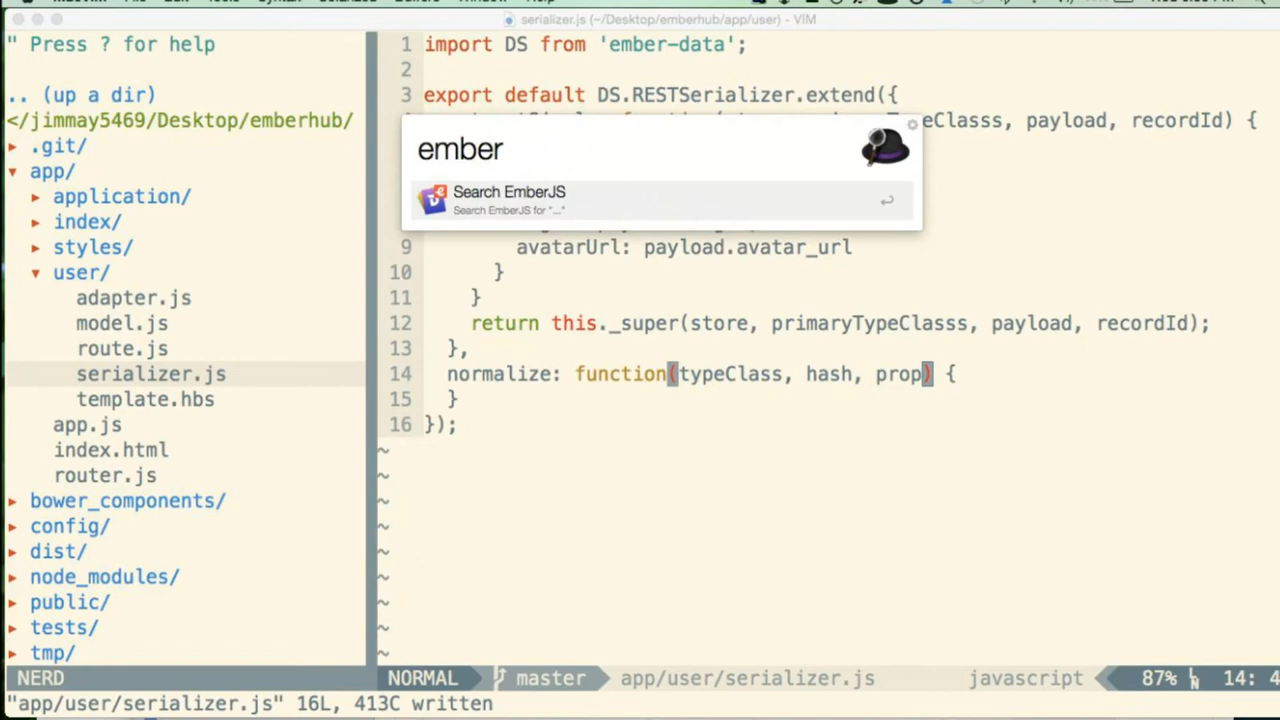 serializer.js (~/Desktop/emberhub/app/user) - VIM
" Press ? for help
.. (up a dir)
</jimmay5469/Desktop/emberhub/
▸ .git/
▾ app/
▸ application/
▸ index/
▸ styles/
▾ user/
adapter.js
model.js
route.js
serializer.js
template.hbs
app.js
index.html
router.js
▸ bower_components/
▸ config/
▸ dist/
▸ node_modules/
▸ public/
▸ tests/
▸ tmp/
1 import DS from 'ember-data';
2
3 export default DS.RESTSerializer.extend({
TypeClasss, payload, recordId) {
ember
Search EmberJS
Search EmberJS for "..."
9 avatarUrl: payload.avatar_url
10 }
11 }
12 return this._super(store, primaryTypeClasss, payload, recordId);
13 },
14 normalize: function(typeClass, hash, prop) {
15 }
16 });
~
~
~
~
~
~
~
~
~
NERD
NORMAL master app/user/serializer.js javascript 87% 14: 4
"app/user/serializer.js" 16L, 413C written